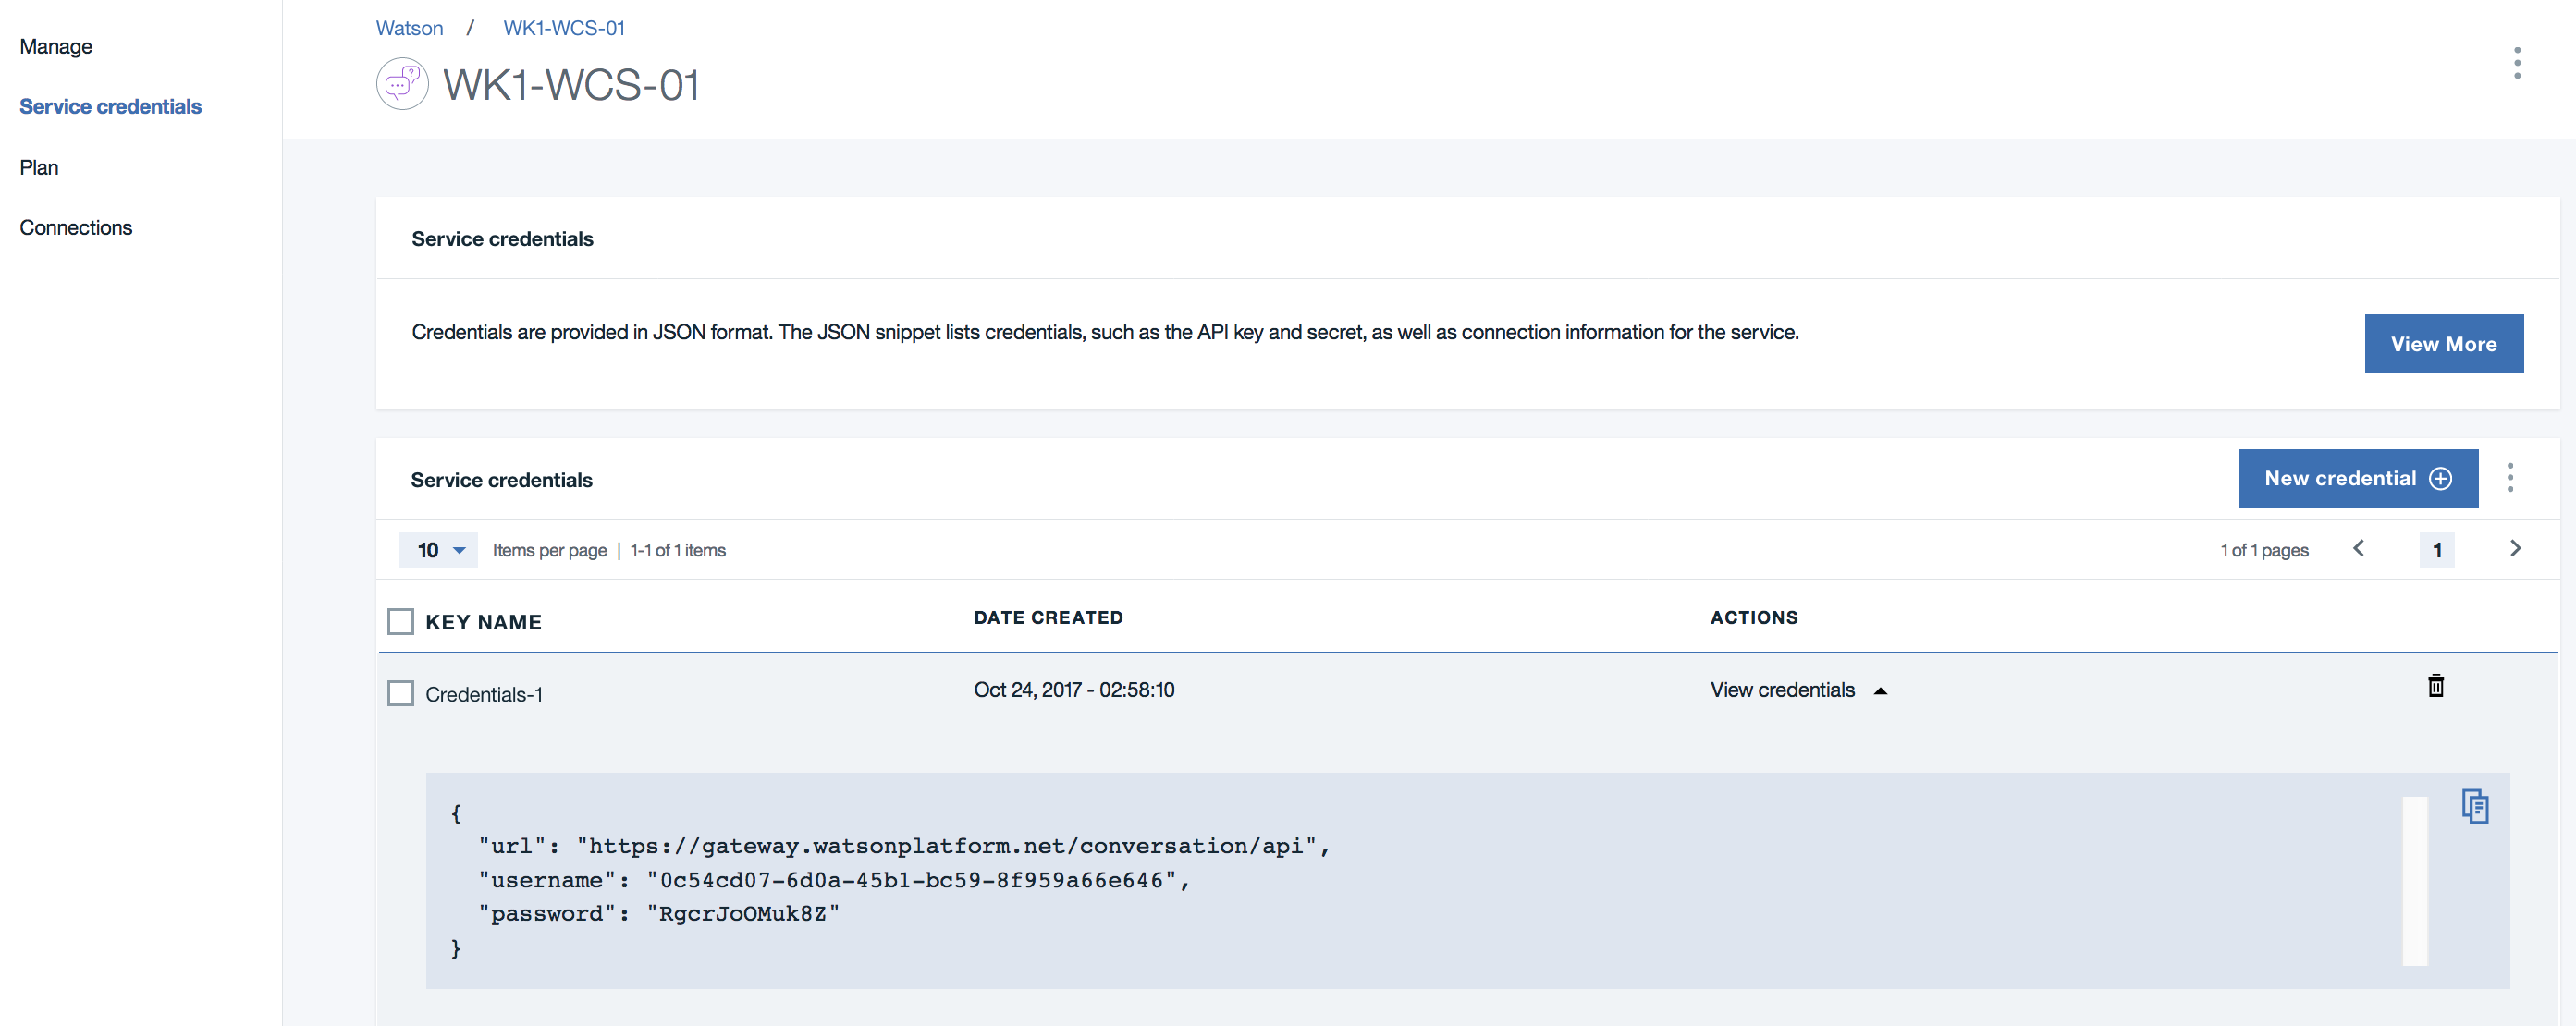 Manage
Service credentials
Plan
Connections
Watson / WK1-WCS-01
WK1-WCS-01
Service credentials
Credentials are provided in JSON format. The JSON snippet lists credentials, such as the API key and secret, as well as connection information for the service.
View More
Service credentials
New credential
10 Items per page | 1-1 of 1 items
1 of 1 pages 1
KEY NAME DATE CREATED ACTIONS
Credentials-1 Oct 24, 2017 - 02:58:10 View credentials
{
"url": "https://gateway.watsonplatform.net/conversation/api",
"username": "0c54cd07-6d0a-45b1-bc59-8f959a66e646",
"password": "RgcrJoOMuk8Z"
}